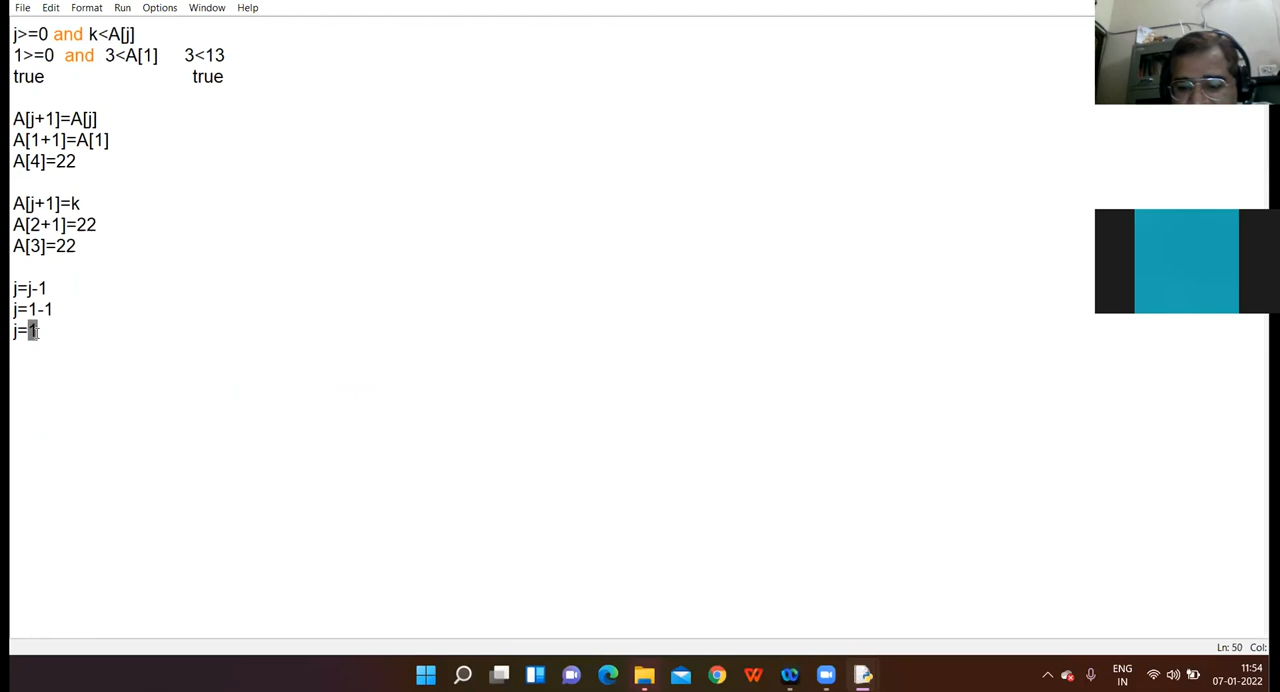 File Edit Format Run Options Window Help
j>=0 and k<A[j]
1>=0 and 3<A[1] 3<13
true true
A[j+1]=A[j]
A[1+1]=A[1]
A[4]=22
A[j+1]=k
A[2+1]=22
A[3]=22
j=j-1
j=1-1
j=1
Ln: 50 Col:
ENG
IN
11:54
07-01-2022